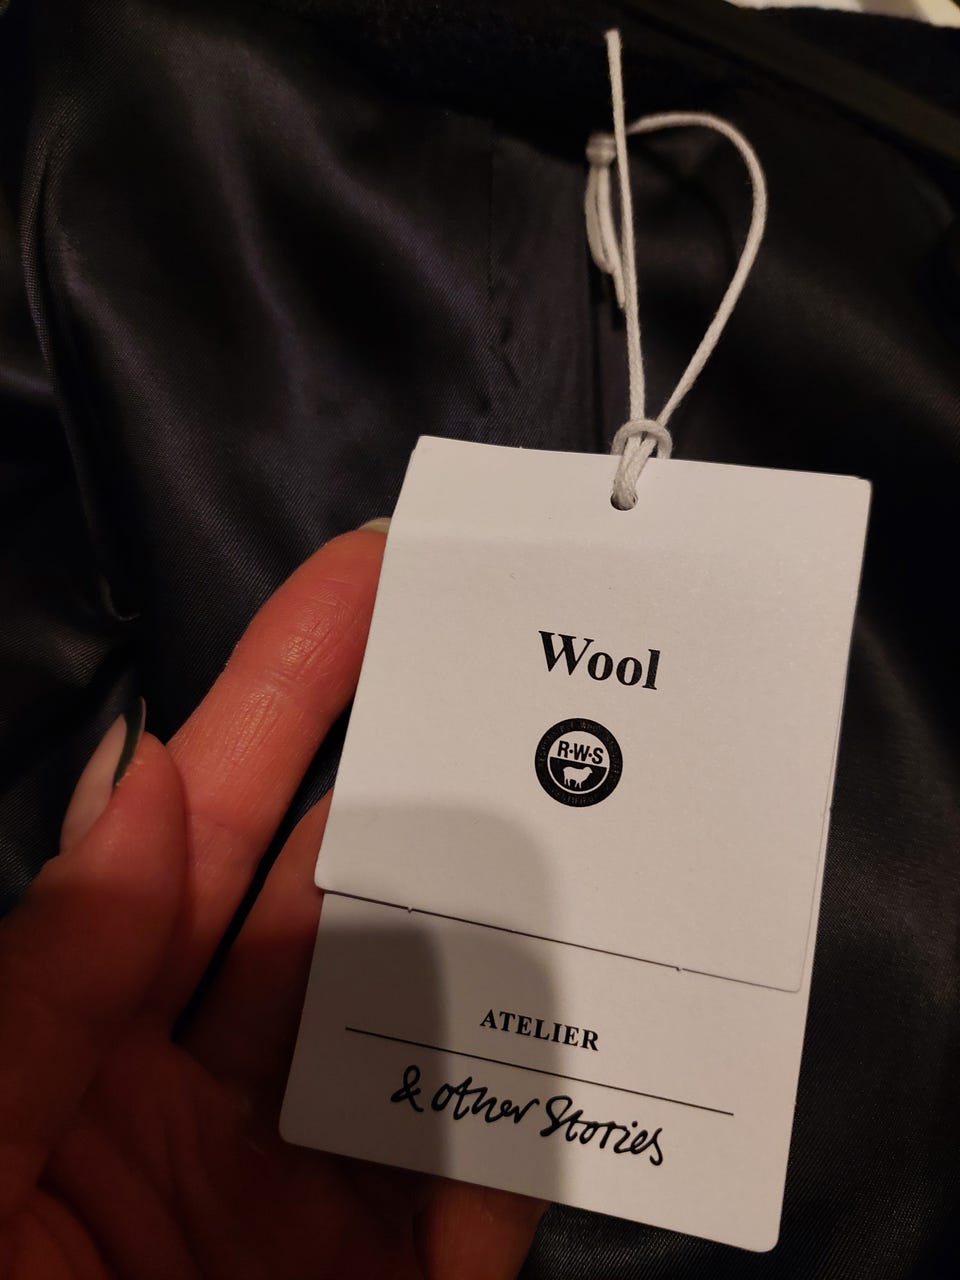 Wool
R·W·S
ATELIER
& other Stories